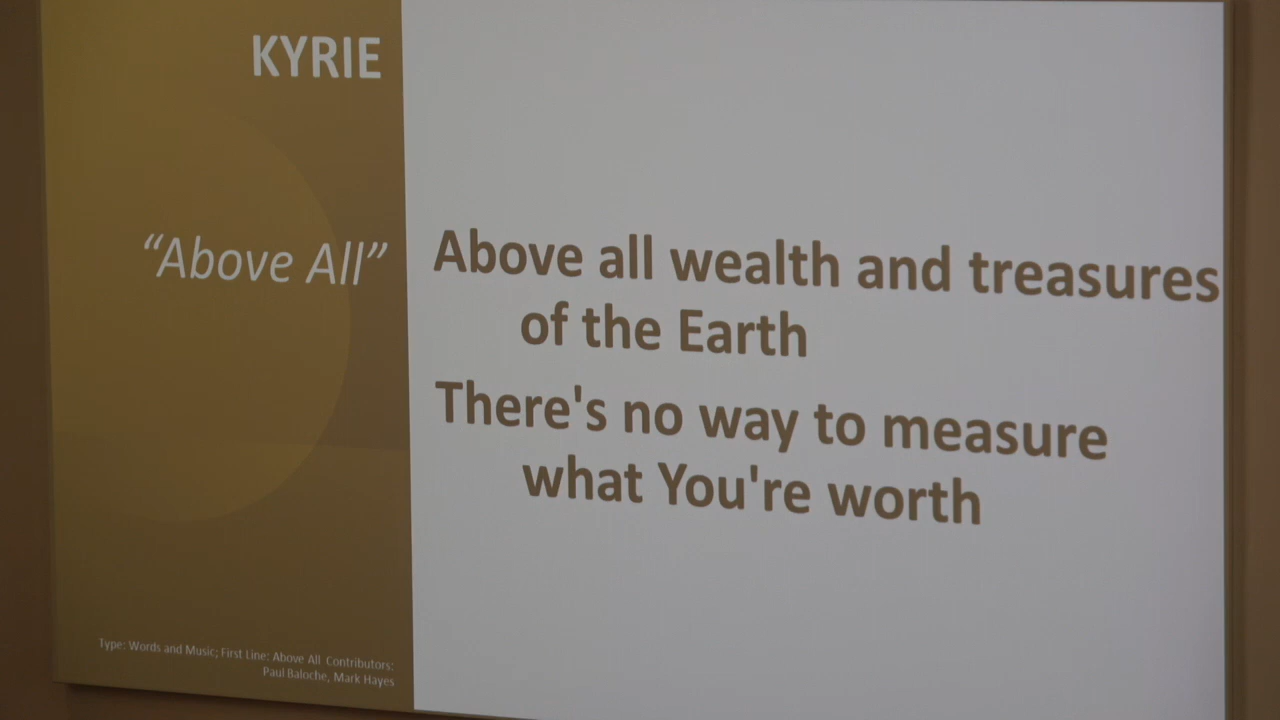 KYRIE
“Above All”
Above all wealth and treasures
of the Earth
There's no way to measure
what You're worth
Type: Words and Music; First Line: Above All Contributors:
Paul Baloche, Mark Hayes